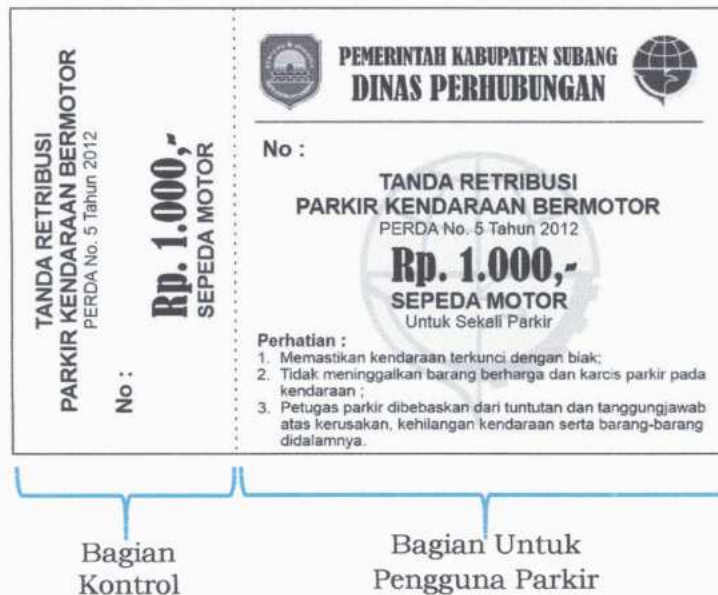 TANDA RETRIBUSI
PARKIR KENDARAAN BERMOTOR
PERDA No. 5 Tahun 2012
No :
Rp. 1.000,-
SEPEDA MOTOR
PEMERINTAH KABUPATEN SUBANG
DINAS PERHUBUNGAN
No :
TANDA RETRIBUSI
PARKIR KENDARAAN BERMOTOR
PERDA No. 5 Tahun 2012
Rp. 1.000,-
SEPEDA MOTOR
Untuk Sekali Parkir
Perhatian :
1. Memastikan kendaraan terkunci dengan biak;
2. Tidak meninggalkan barang berharga dan karcis parkir pada
kendaraan ;
3. Petugas parkir dibebaskan dari tuntutan dan tanggungjawab
atas kerusakan, kehilangan kendaraan serta barang-barang
didalamnya.
Bagian
Kontrol
Bagian Untuk
Pengguna Parkir